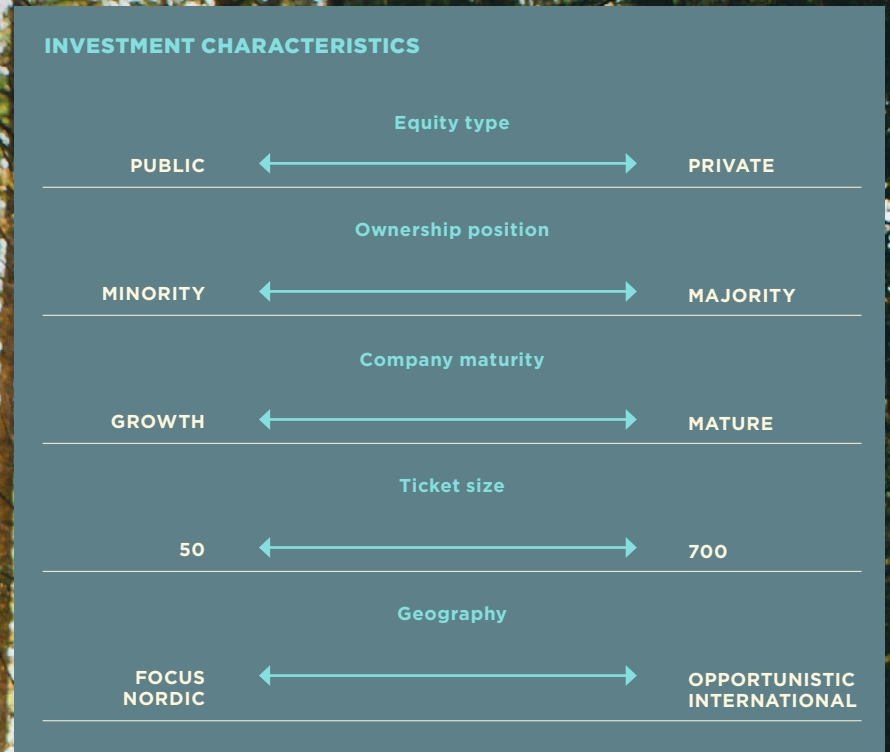 INVESTMENT CHARACTERISTICS
Equity type
PUBLIC PRIVATE
Ownership position
MINORITY MAJORITY
Company maturity
GROWTH MATURE
Ticket size
50 700
Geography
FOCUS OPPORTUNISTIC
NORDIC INTERNATIONAL